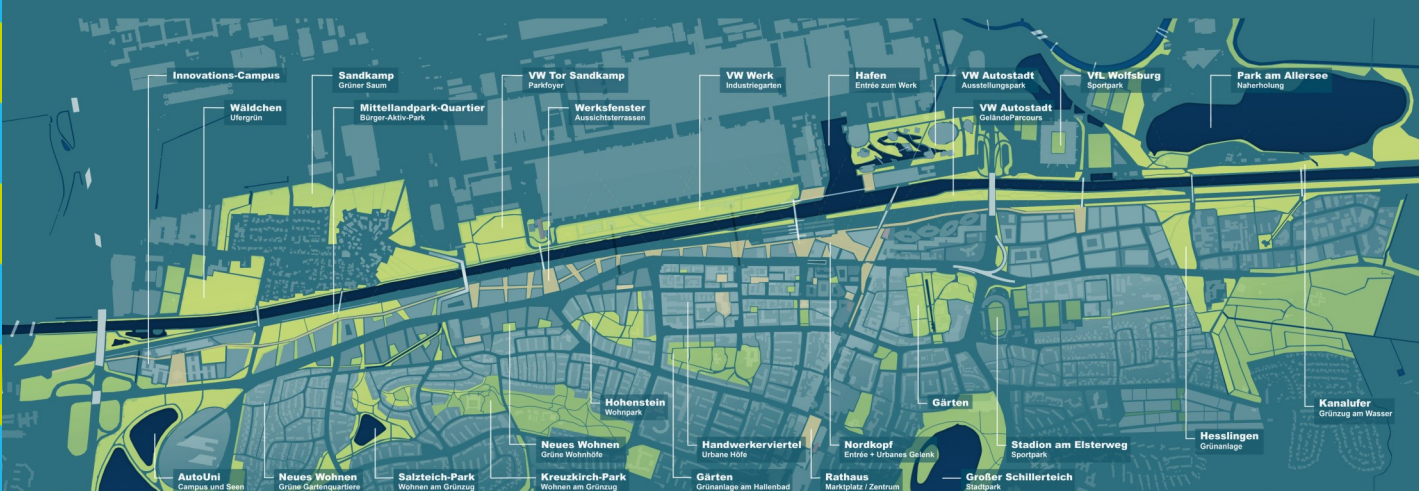 Innovations-Campus
Sandkamp
Grüner Saum
VW Tor Sandkamp
Parkfoyer
VW Werk
Industriegarten
Hafen
Entrée zum Werk
VW Autostadt
Ausstellungspark
VfL Wolfsburg
Sportpark
Park am Allersee
Naherholung
Wäldchen
Ufergrün
Mittellandpark-Quartier
Bürger-Aktiv-Park
Werksfenster
Aussichtsterrassen
VW Autostadt
GeländeParcours
Hohenstein
Wohnpark
Gärten
Kanalufer
Grünzug am Wasser
Neues Wohnen
Grüne Wohnhöfe
Handwerkerviertel
Urbane Höfe
Nordkopf
Entrée + Urbanes Gelenk
Stadion am Elsterweg
Sportpark
Hesslingen
Grünanlage
AutoUni
Campus und Seen
Neues Wohnen
Grüne Gartenquartiere
Salzteich-Park
Wohnen am Grünzug
Kreuzkirch-Park
Wohnen am Grünzug
Gärten
Grünanlage am Hallenbad
Rathaus
Marktplatz / Zentrum
Großer Schillerteich
Stadtpark